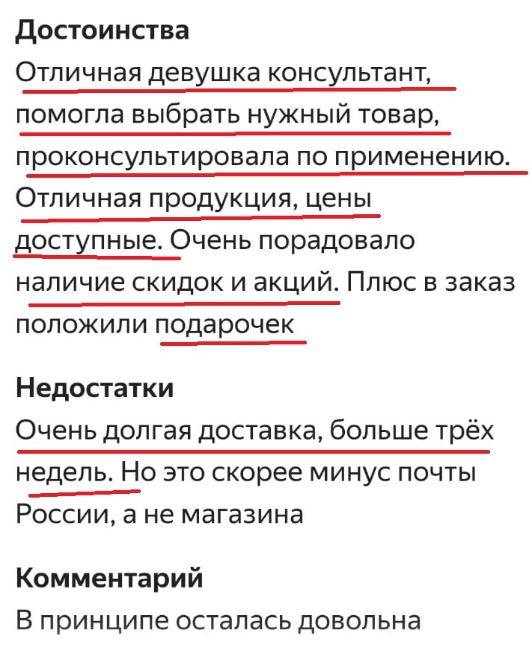 Достоинства
Отличная девушка консультант,
помогла выбрать нужный товар,
проконсультировала по применению.
Отличная продукция, цены
доступные. Очень порадовало
наличие скидок и акций. Плюс в заказ
положили подарочек
Недостатки
Очень долгая доставка, больше трёх
недель. Но это скорее минус почты
России, а не магазина
Комментарий
В принципе осталась довольна